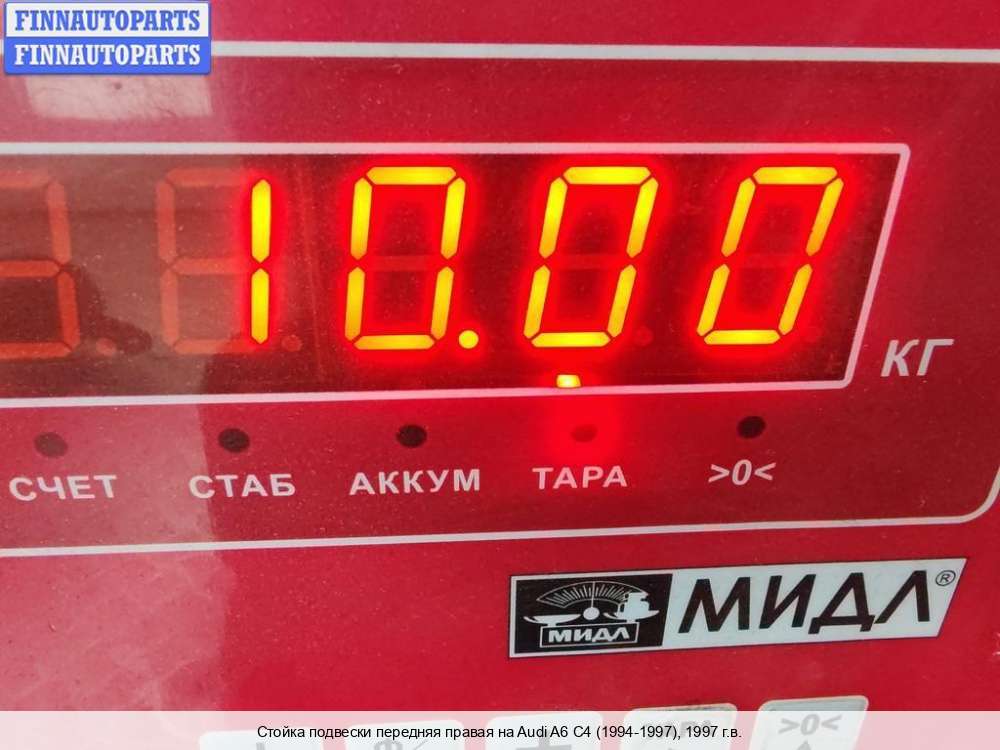 FINNAUTOPARTS
FINNAUTOPARTS
10.00
КГ
СЧЕТ СТАБ АККУМ ТАРА >0<
МИДЛ МИДЛ®
>0<
Стойка подвески передняя правая на Audi A6 C4 (1994-1997), 1997 г.в.